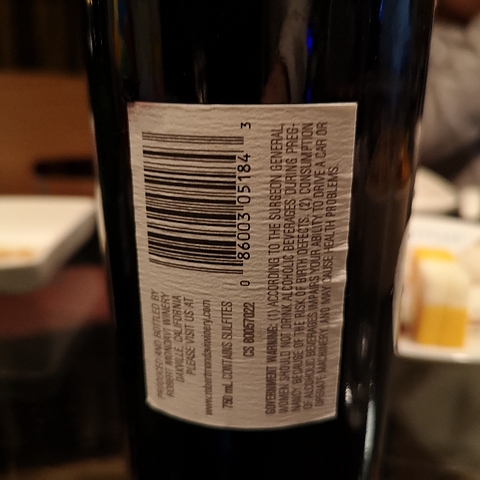 0 86003 05184 3
PRODUCED AND BOTTLED BY
ROBERT MONDAVI WINERY
OAKVILLE, CALIFORNIA
PLEASE VISIT US AT
www.robertmondaviwinery.com
750 mL CONTAINS SULFITES
CS 80057022
GOVERNMENT WARNING: (1) ACCORDING TO THE SURGEON GENERAL,
WOMEN SHOULD NOT DRINK ALCOHOLIC BEVERAGES DURING PREG-
NANCY BECAUSE OF THE RISK OF BIRTH DEFECTS. (2) CONSUMPTION
OF ALCOHOLIC BEVERAGES IMPAIRS YOUR ABILITY TO DRIVE A CAR OR
OPERATE MACHINERY, AND MAY CAUSE HEALTH PROBLEMS.